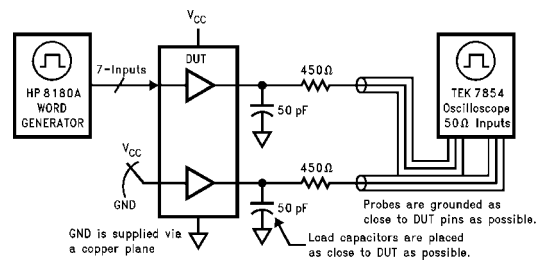 V_CC
DUT
HP 8180A
WORD
GENERATOR
7-Inputs
450Ω
50 pF
TEK 7854
Oscilloscope
50Ω Inputs
V_CC
GND
450Ω
50 pF
Probes are grounded as
close to DUT pins as possible.
GND is supplied via
a copper plane
Load capacitors are placed
as close to DUT as possible.